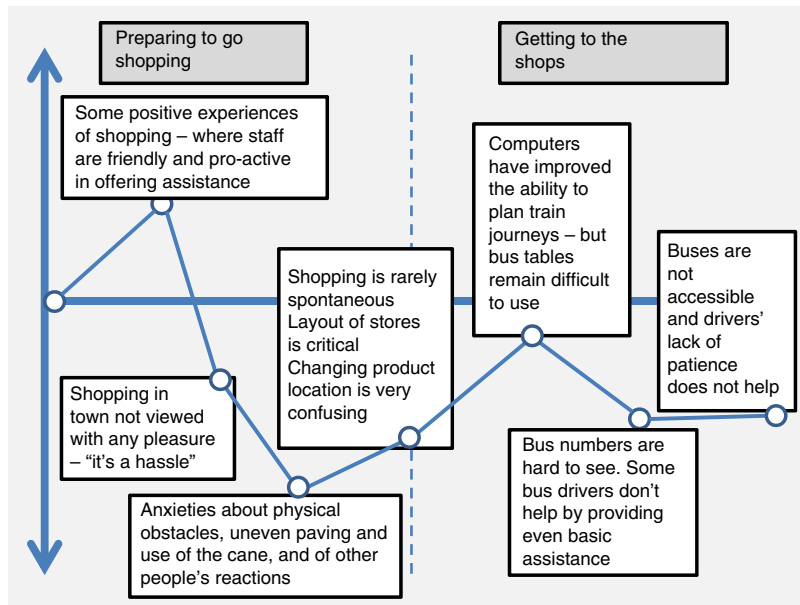 Preparing to go
shopping
Getting to the
shops
Some positive experiences
of shopping – where staff
are friendly and pro-active
in offering assistance
Shopping in
town not viewed
with any pleasure
– “it’s a hassle”
Anxieties about physical
obstacles, uneven paving and
use of the cane, and of other
people’s reactions
Shopping is rarely
spontaneous
Layout of stores
is critical
Changing product
location is very
confusing
Computers
have improved
the ability to
plan train
journeys – but
bus tables
remain difficult
to use
Bus numbers are
hard to see. Some
bus drivers don’t
help by providing
even basic
assistance
Buses are
not
accessible
and drivers’
lack of
patience
does not help